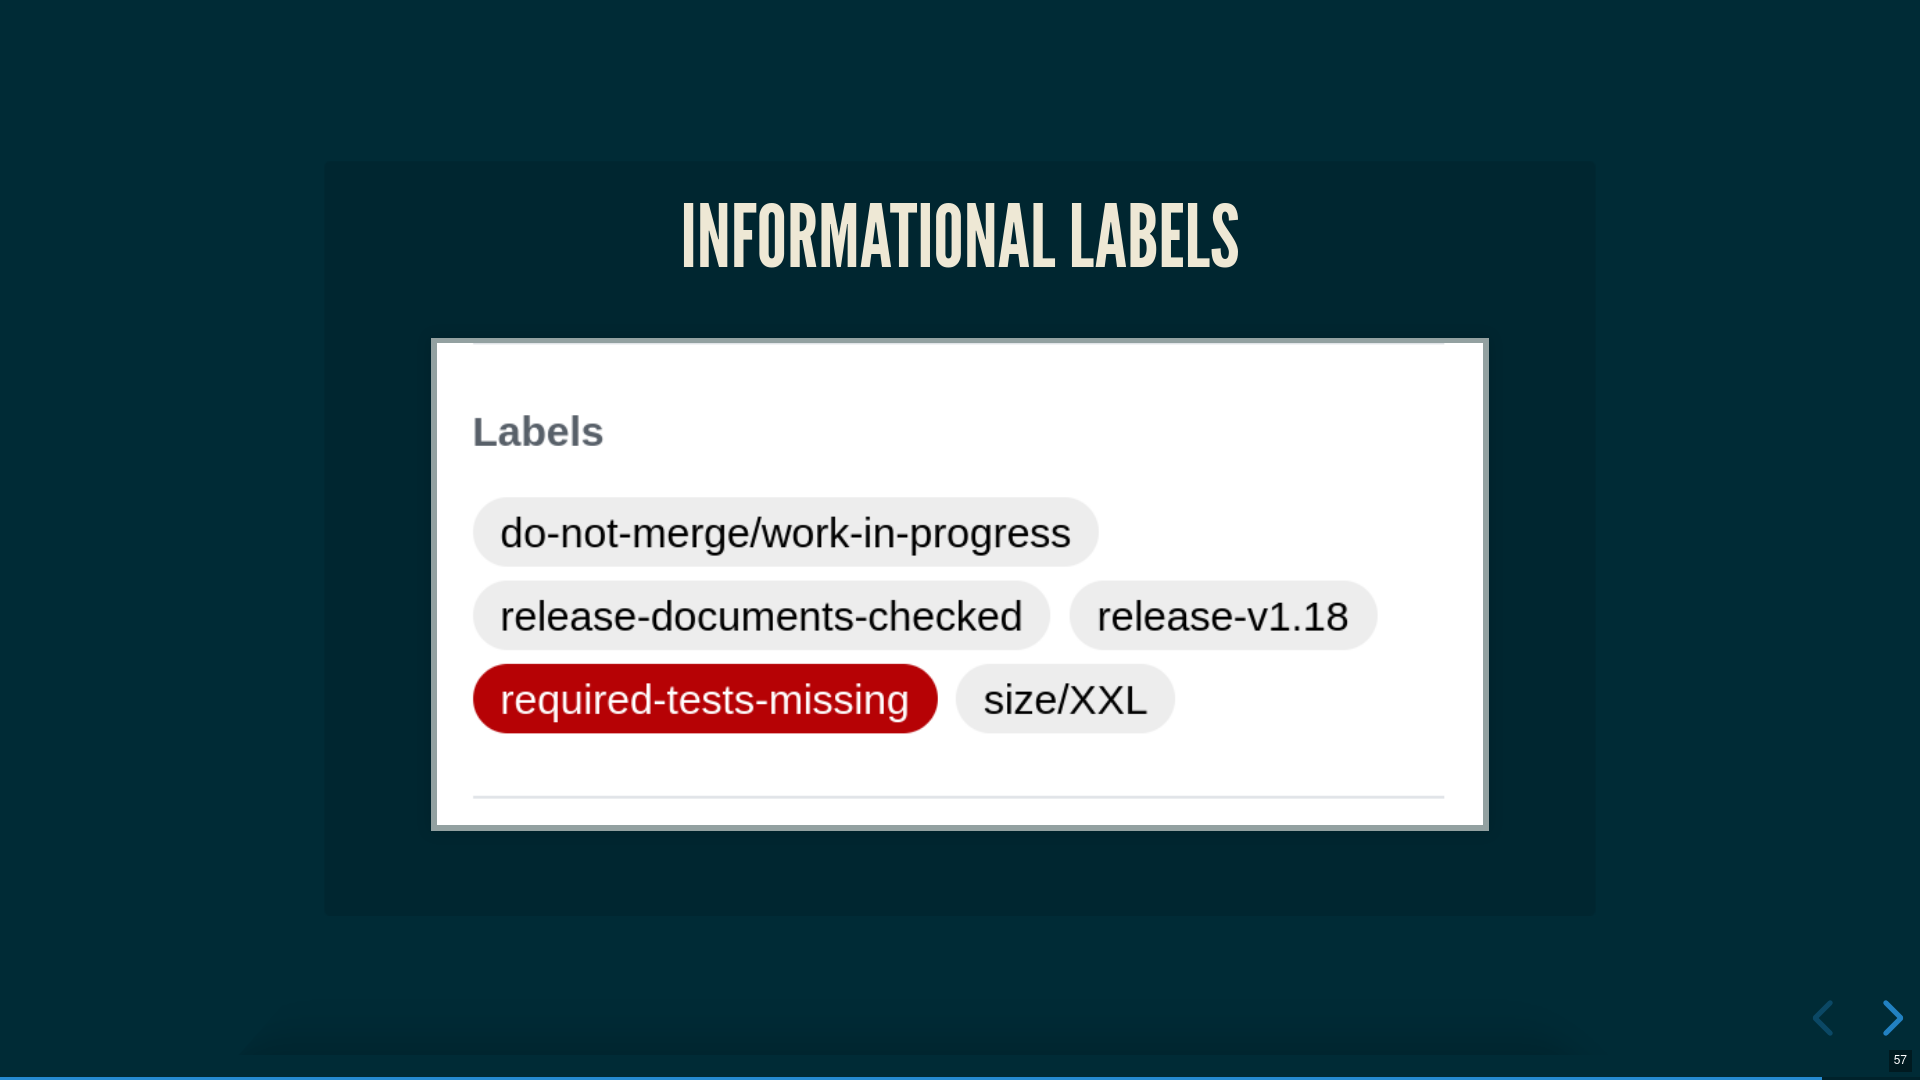 INFORMATIONAL LABELS
Labels
do-not-merge/work-in-progress
release-documents-checked release-v1.18
required-tests-missing size/XXL
57